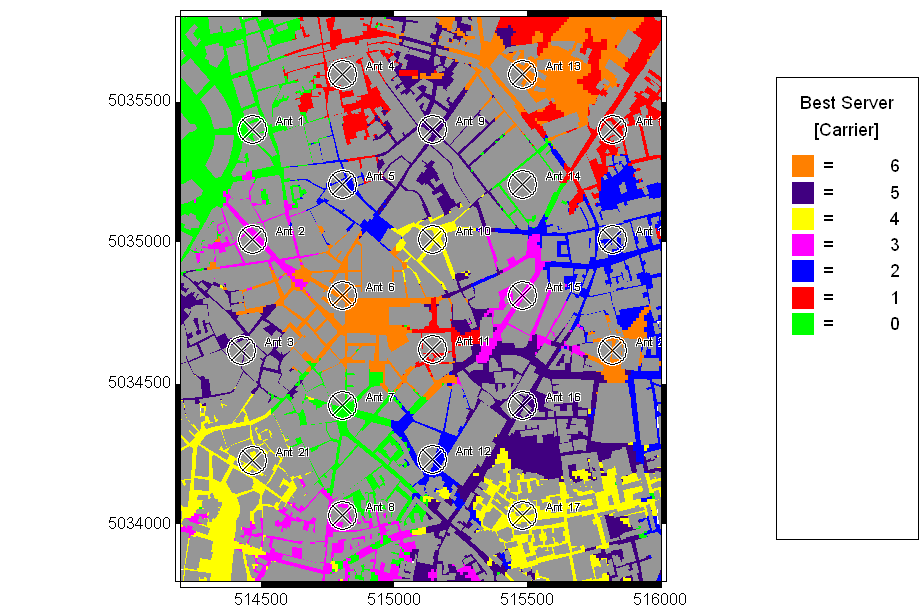 Best Server
[Carrier]
= 6
= 5
= 4
= 3
= 2
= 1
= 0
5035500
5035000
5034500
5034000
514500 515000 515500 516000
Ant 4
Ant 13
Ant 1
Ant 9
Ant 5
Ant 14
Ant 2
Ant 10
Ant 6
Ant 15
Ant 3
Ant 11
Ant 7
Ant 16
Ant 21
Ant 12
Ant 8
Ant 17